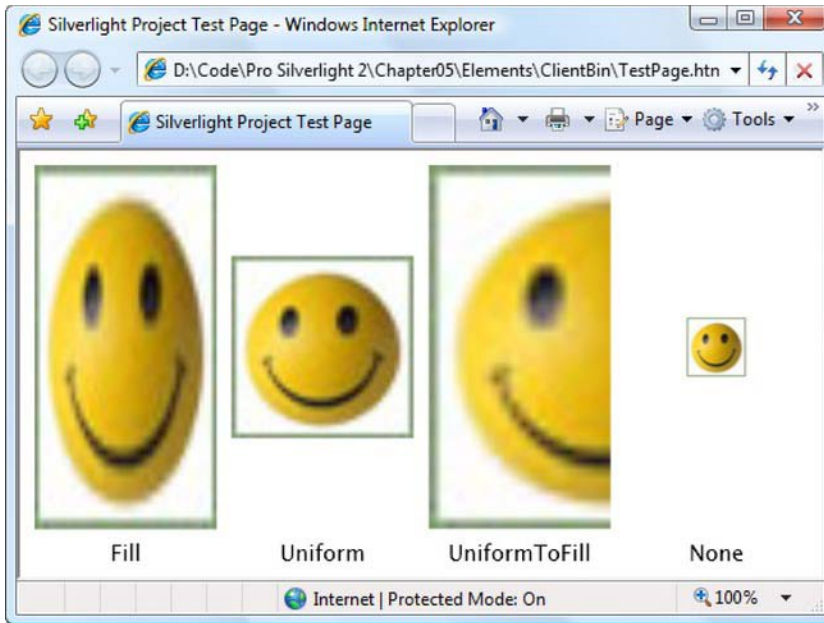 Silverlight Project Test Page - Windows Internet Explorer
D:\Code\Pro Silverlight 2\Chapter05\Elements\ClientBin\TestPage.htn
Silverlight Project Test Page
Page
Tools
»
Fill
Uniform
UniformToFill
None
Internet | Protected Mode: On
100%